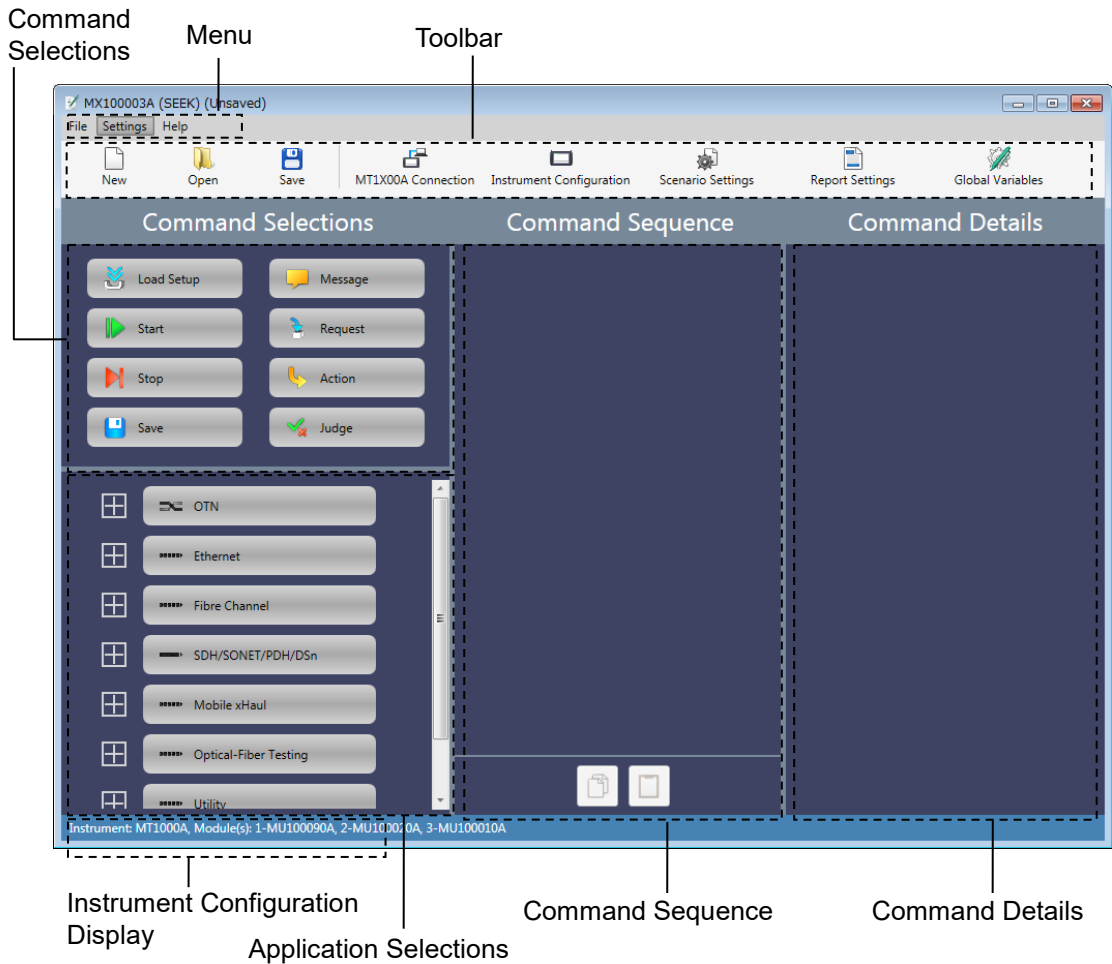 Command
Selections
Menu
Toolbar
MX100003A (SEEK) (Unsaved)
File Settings Help
New Open Save MT1X00A Connection Instrument Configuration Scenario Settings Report Settings Global Variables
Command Selections Command Sequence Command Details
Load Setup Message
Start Request
Stop Action
Save Judge
OTN
Ethernet
Fibre Channel
SDH/SONET/PDH/DSn
Mobile xHaul
Optical-Fiber Testing
Utility
Instrument: MT1000A, Module(s): 1-MU100090A, 2-MU100020A, 3-MU100010A
Instrument Configuration
Display
Application Selections
Command Sequence
Command Details